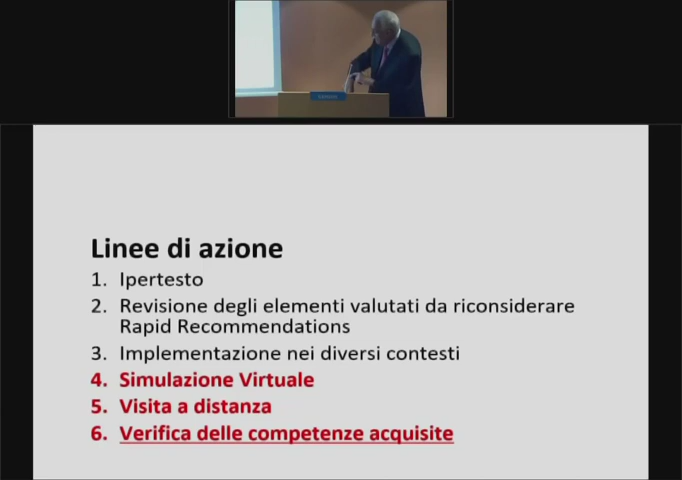 Linee di azione
1. Ipertesto
2. Revisione degli elementi valutati da riconsiderare
Rapid Recommendations
3. Implementazione nei diversi contesti
4. Simulazione Virtuale
5. Visita a distanza
6. Verifica delle competenze acquisite